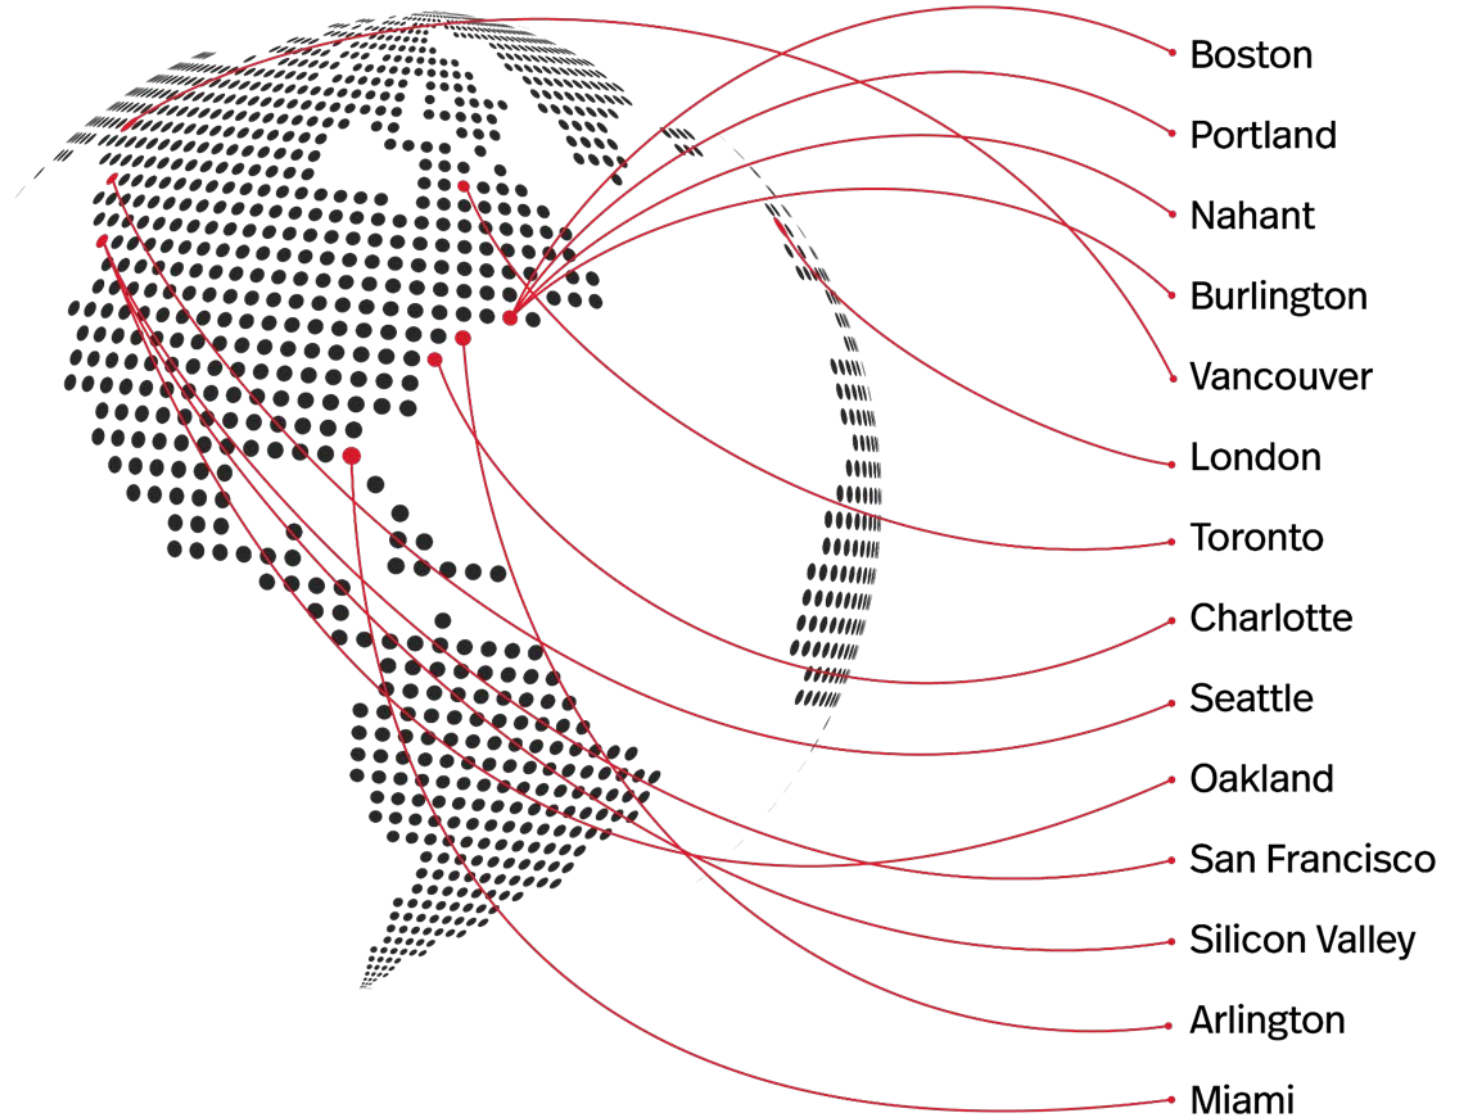 Boston
Portland
Nahant
Burlington
Vancouver
London
Toronto
Charlotte
Seattle
Oakland
San Francisco
Silicon Valley
Arlington
Miami